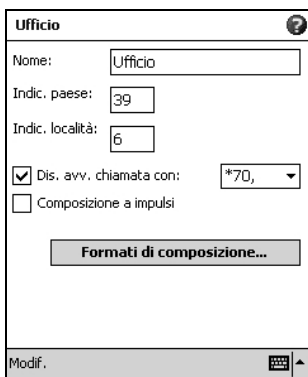 Ufficio
Nome: Ufficio
Indic. paese: 39
Indic. località: 6
Dis. avv. chiamata con: *70,
Composizione a impulsi
Formati di composizione...
Modif.